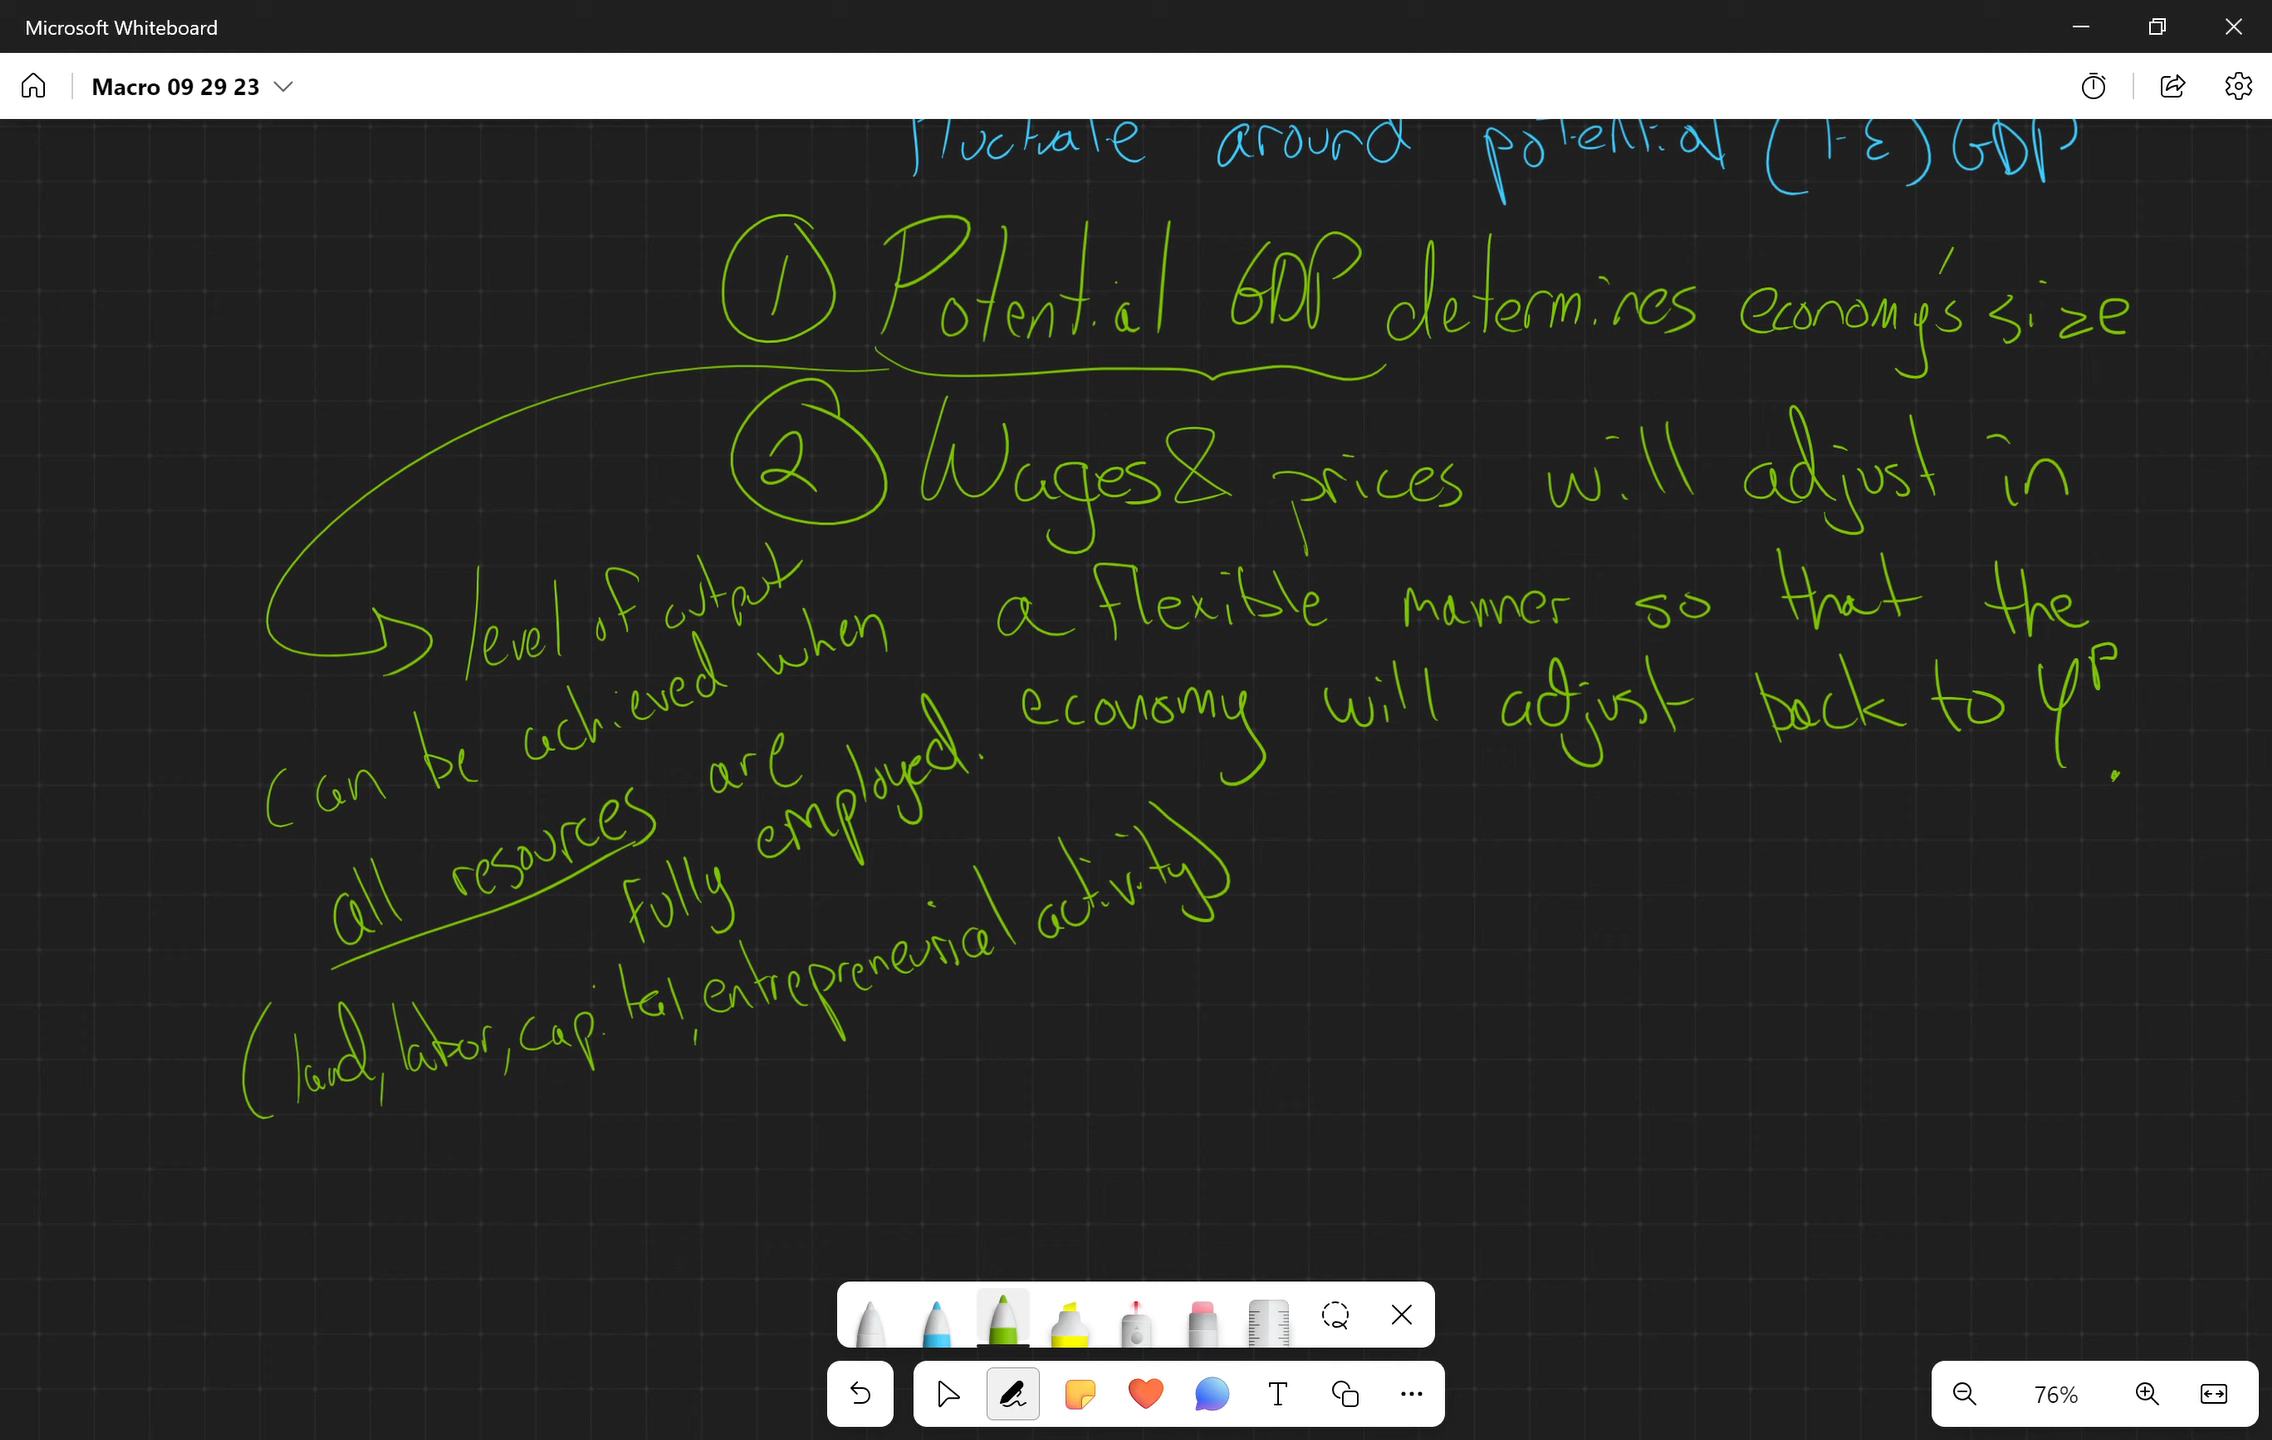 Microsoft Whiteboard
Macro 09 29 23
fluctuate around potential (FE) GDP
1 Potential GDP determines economy's size
2 Wages & prices will adjust in
a flexible manner so that the
economy will adjust back to Yᴾ.
level of output
can be achieved when
all resources are
fully employed.
(land, labor, capital, entrepreneurial activity)
T
76%